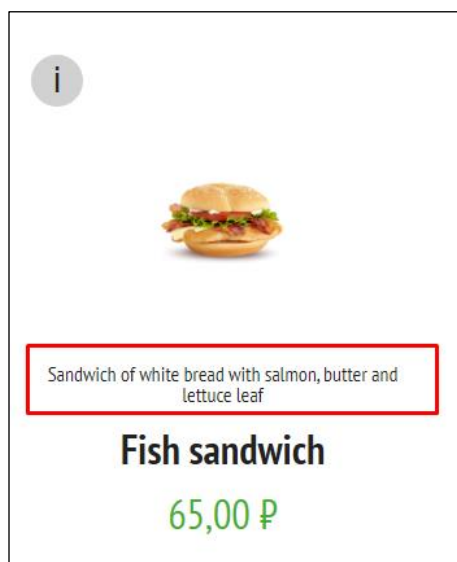 i
Sandwich of white bread with salmon, butter and
lettuce leaf
Fish sandwich
65,00 ₽